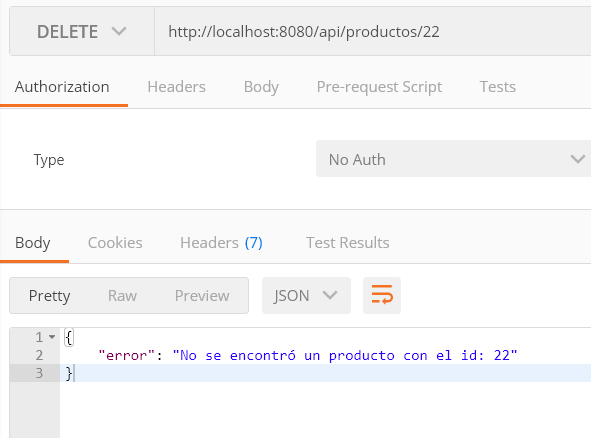 DELETE http://localhost:8080/api/productos/22
Authorization Headers Body Pre-request Script Tests
Type No Auth
Body Cookies Headers (7) Test Results
Pretty Raw Preview JSON
1 {
2 "error": "No se encontró un producto con el id: 22"
3 }